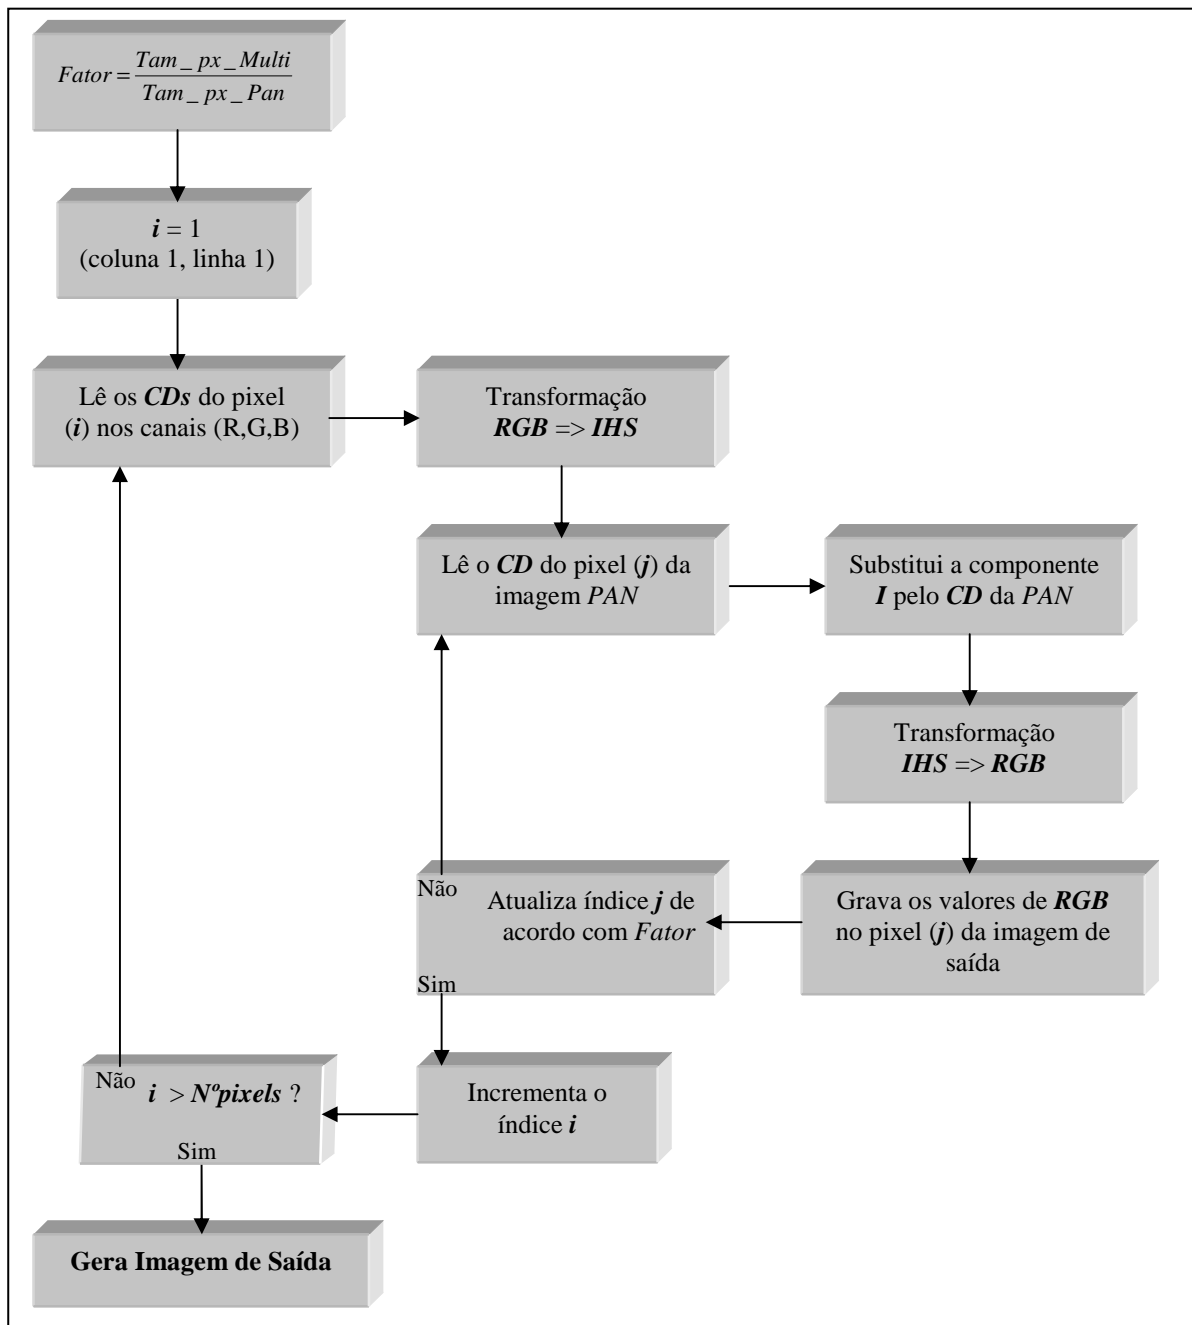 Fator = Tam_px_Multi / Tam_px_Pan
i = 1
(coluna 1, linha 1)
Lê os CDs do pixel
(i) nos canais (R,G,B)
Transformação
RGB => IHS
Lê o CD do pixel (j) da
imagem PAN
Substitui a componente
I pelo CD da PAN
Transformação
IHS => RGB
Grava os valores de RGB
no pixel (j) da imagem de
saída
Não
Atualiza índice j de
acordo com Fator
Sim
Incrementa o
índice i
Não
i > Nºpixels ?
Sim
Gera Imagem de Saída